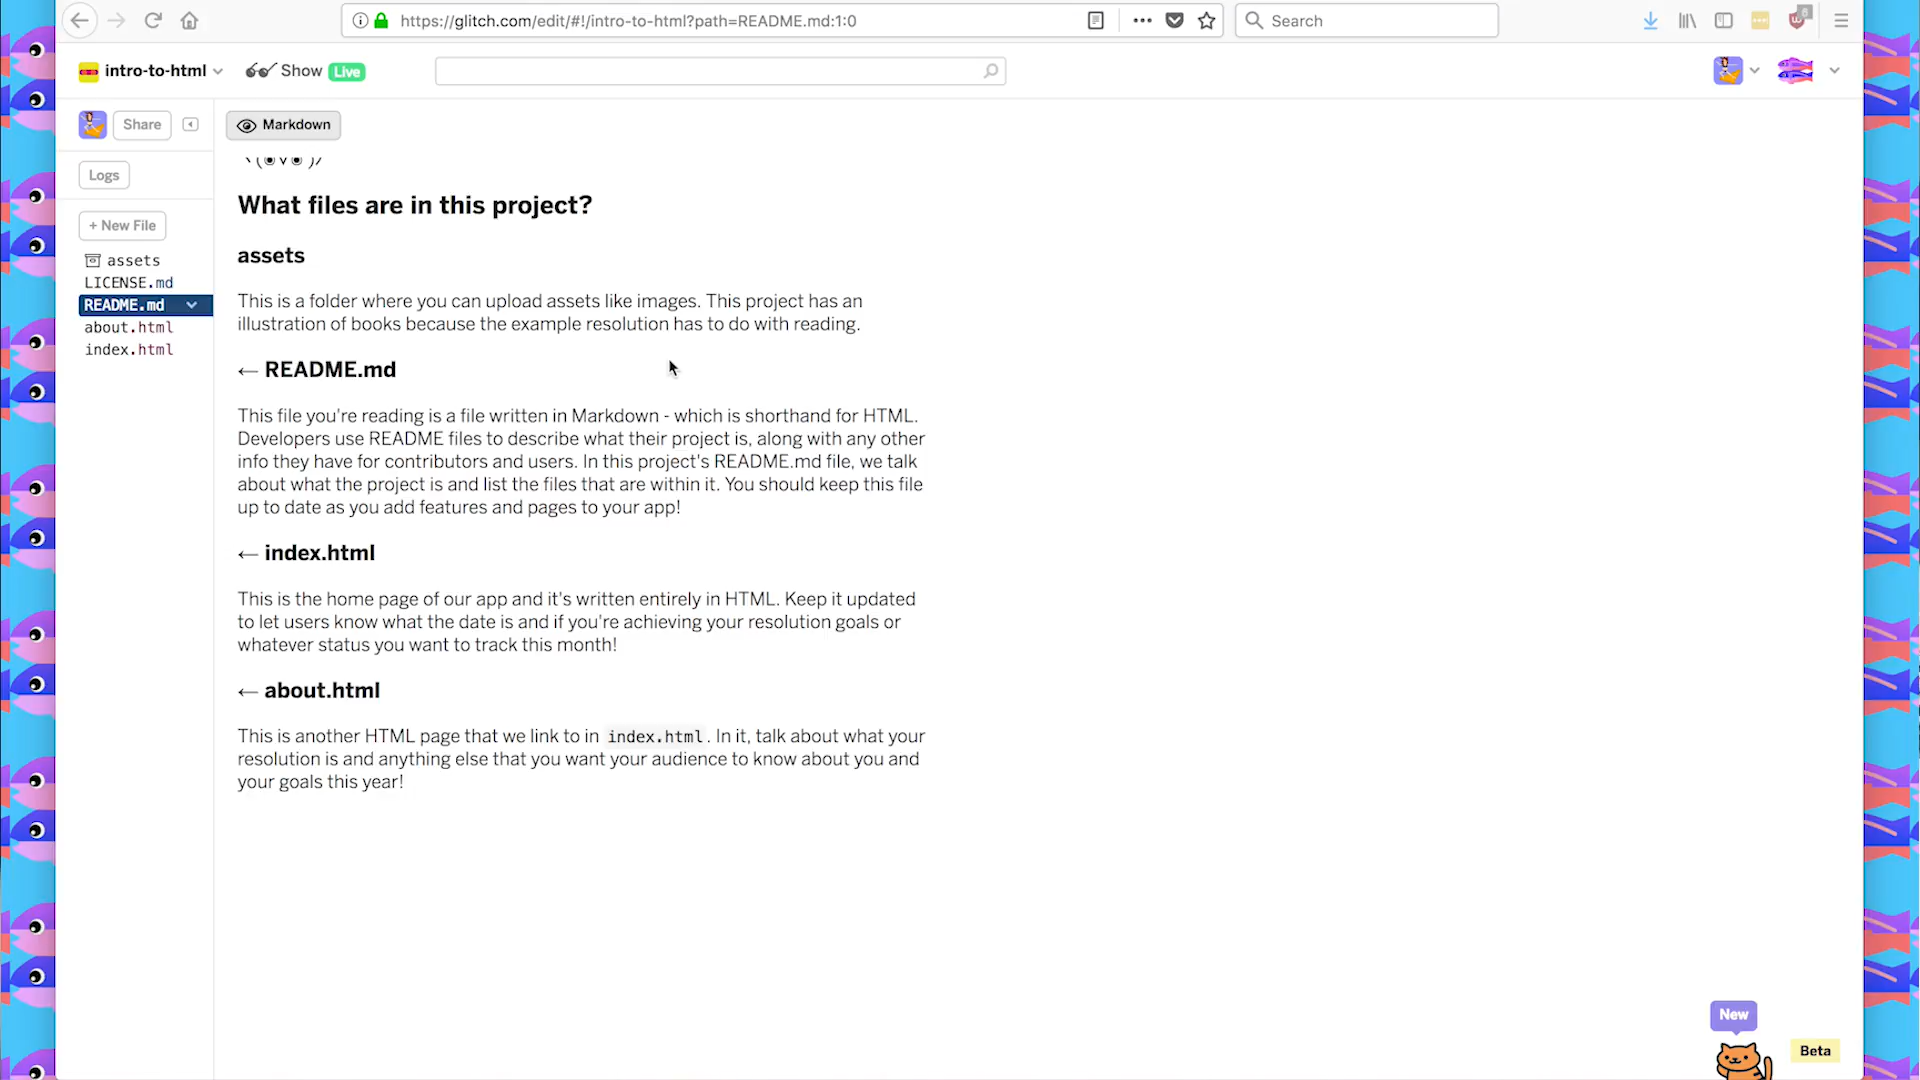 https://glitch.com/edit/#!/intro-to-html?path=README.md:1:0
Search
8
intro-to-html
Show
Live
Share
Markdown
Logs
+ New File
assets
LICENSE.md
README.md
about.html
index.html
What files are in this project?
assets
This is a folder where you can upload assets like images. This project has an
illustration of books because the example resolution has to do with reading.
← README.md
This file you're reading is a file written in Markdown - which is shorthand for HTML.
Developers use README files to describe what their project is, along with any other
info they have for contributors and users. In this project's README.md file, we talk
about what the project is and list the files that are within it. You should keep this file
up to date as you add features and pages to your app!
← index.html
This is the home page of our app and it's written entirely in HTML. Keep it updated
to let users know what the date is and if you're achieving your resolution goals or
whatever status you want to track this month!
← about.html
This is another HTML page that we link to in index.html. In it, talk about what your
resolution is and anything else that you want your audience to know about you and
your goals this year!
New
Beta